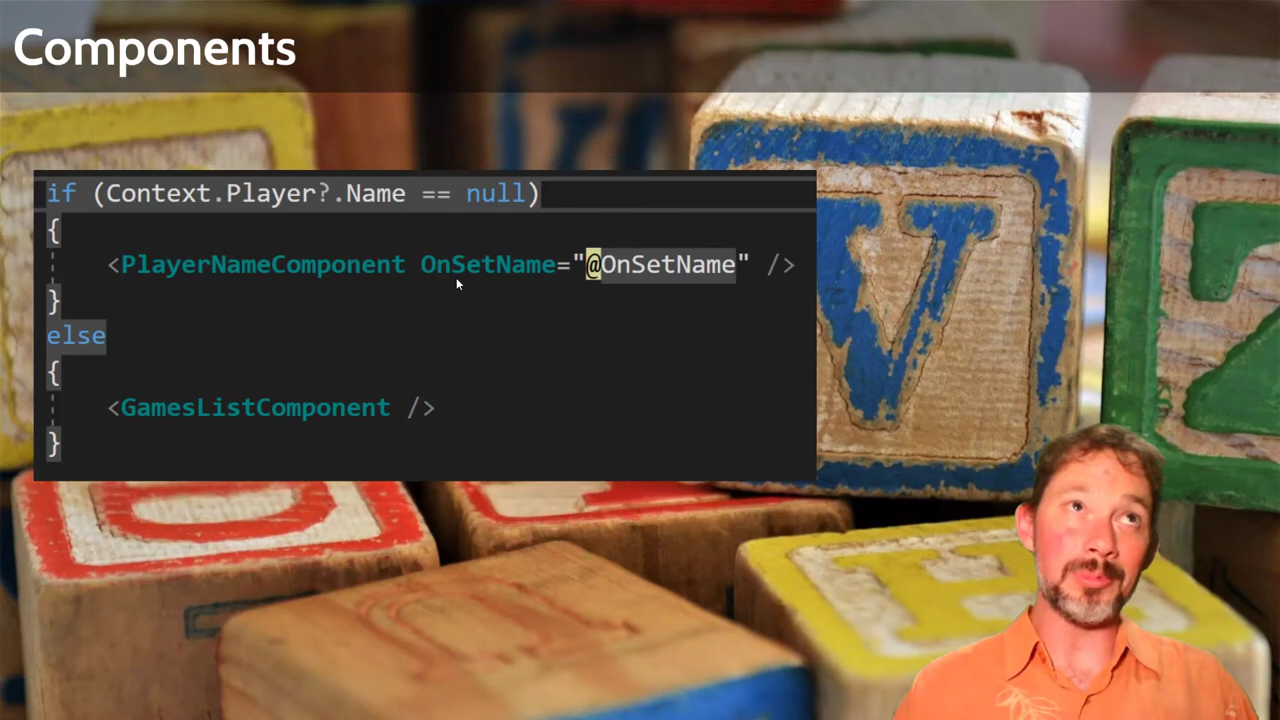 Components
if (Context.Player?.Name == null)
{
<PlayerNameComponent OnSetName="@OnSetName" />
}
else
{
<GamesListComponent />
}
V